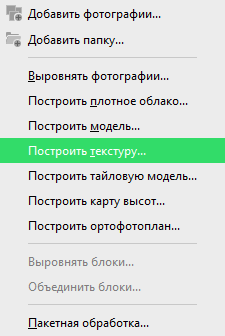 Добавить фотографии...
Добавить папку...
Выровнять фотографии...
Построить плотное облако...
Построить модель...
Построить текстуру...
Построить тайловую модель...
Построить карту высот...
Построить ортофотоплан...
Выровнять блоки...
Объединить блоки...
Пакетная обработка...